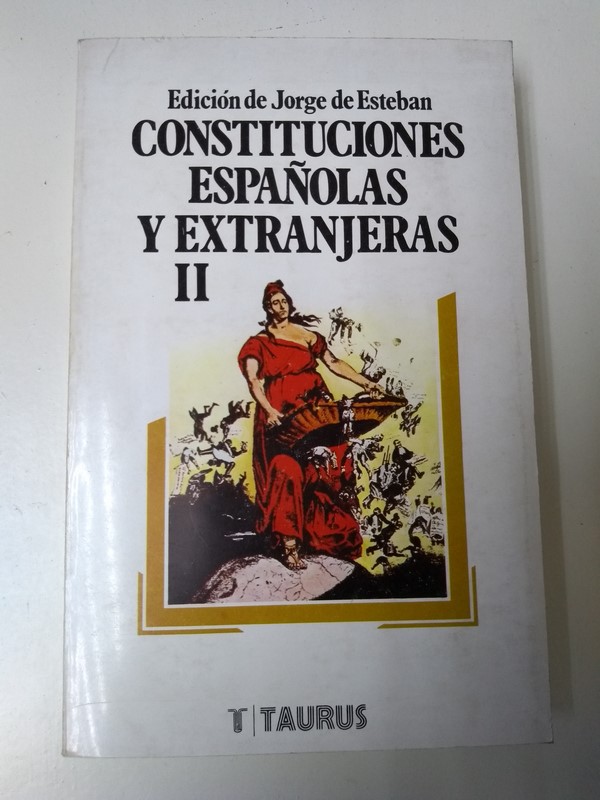 Edición de Jorge de Esteban
CONSTITUCIONES
ESPAÑOLAS
Y EXTRANJERAS
II
T | TAURUS